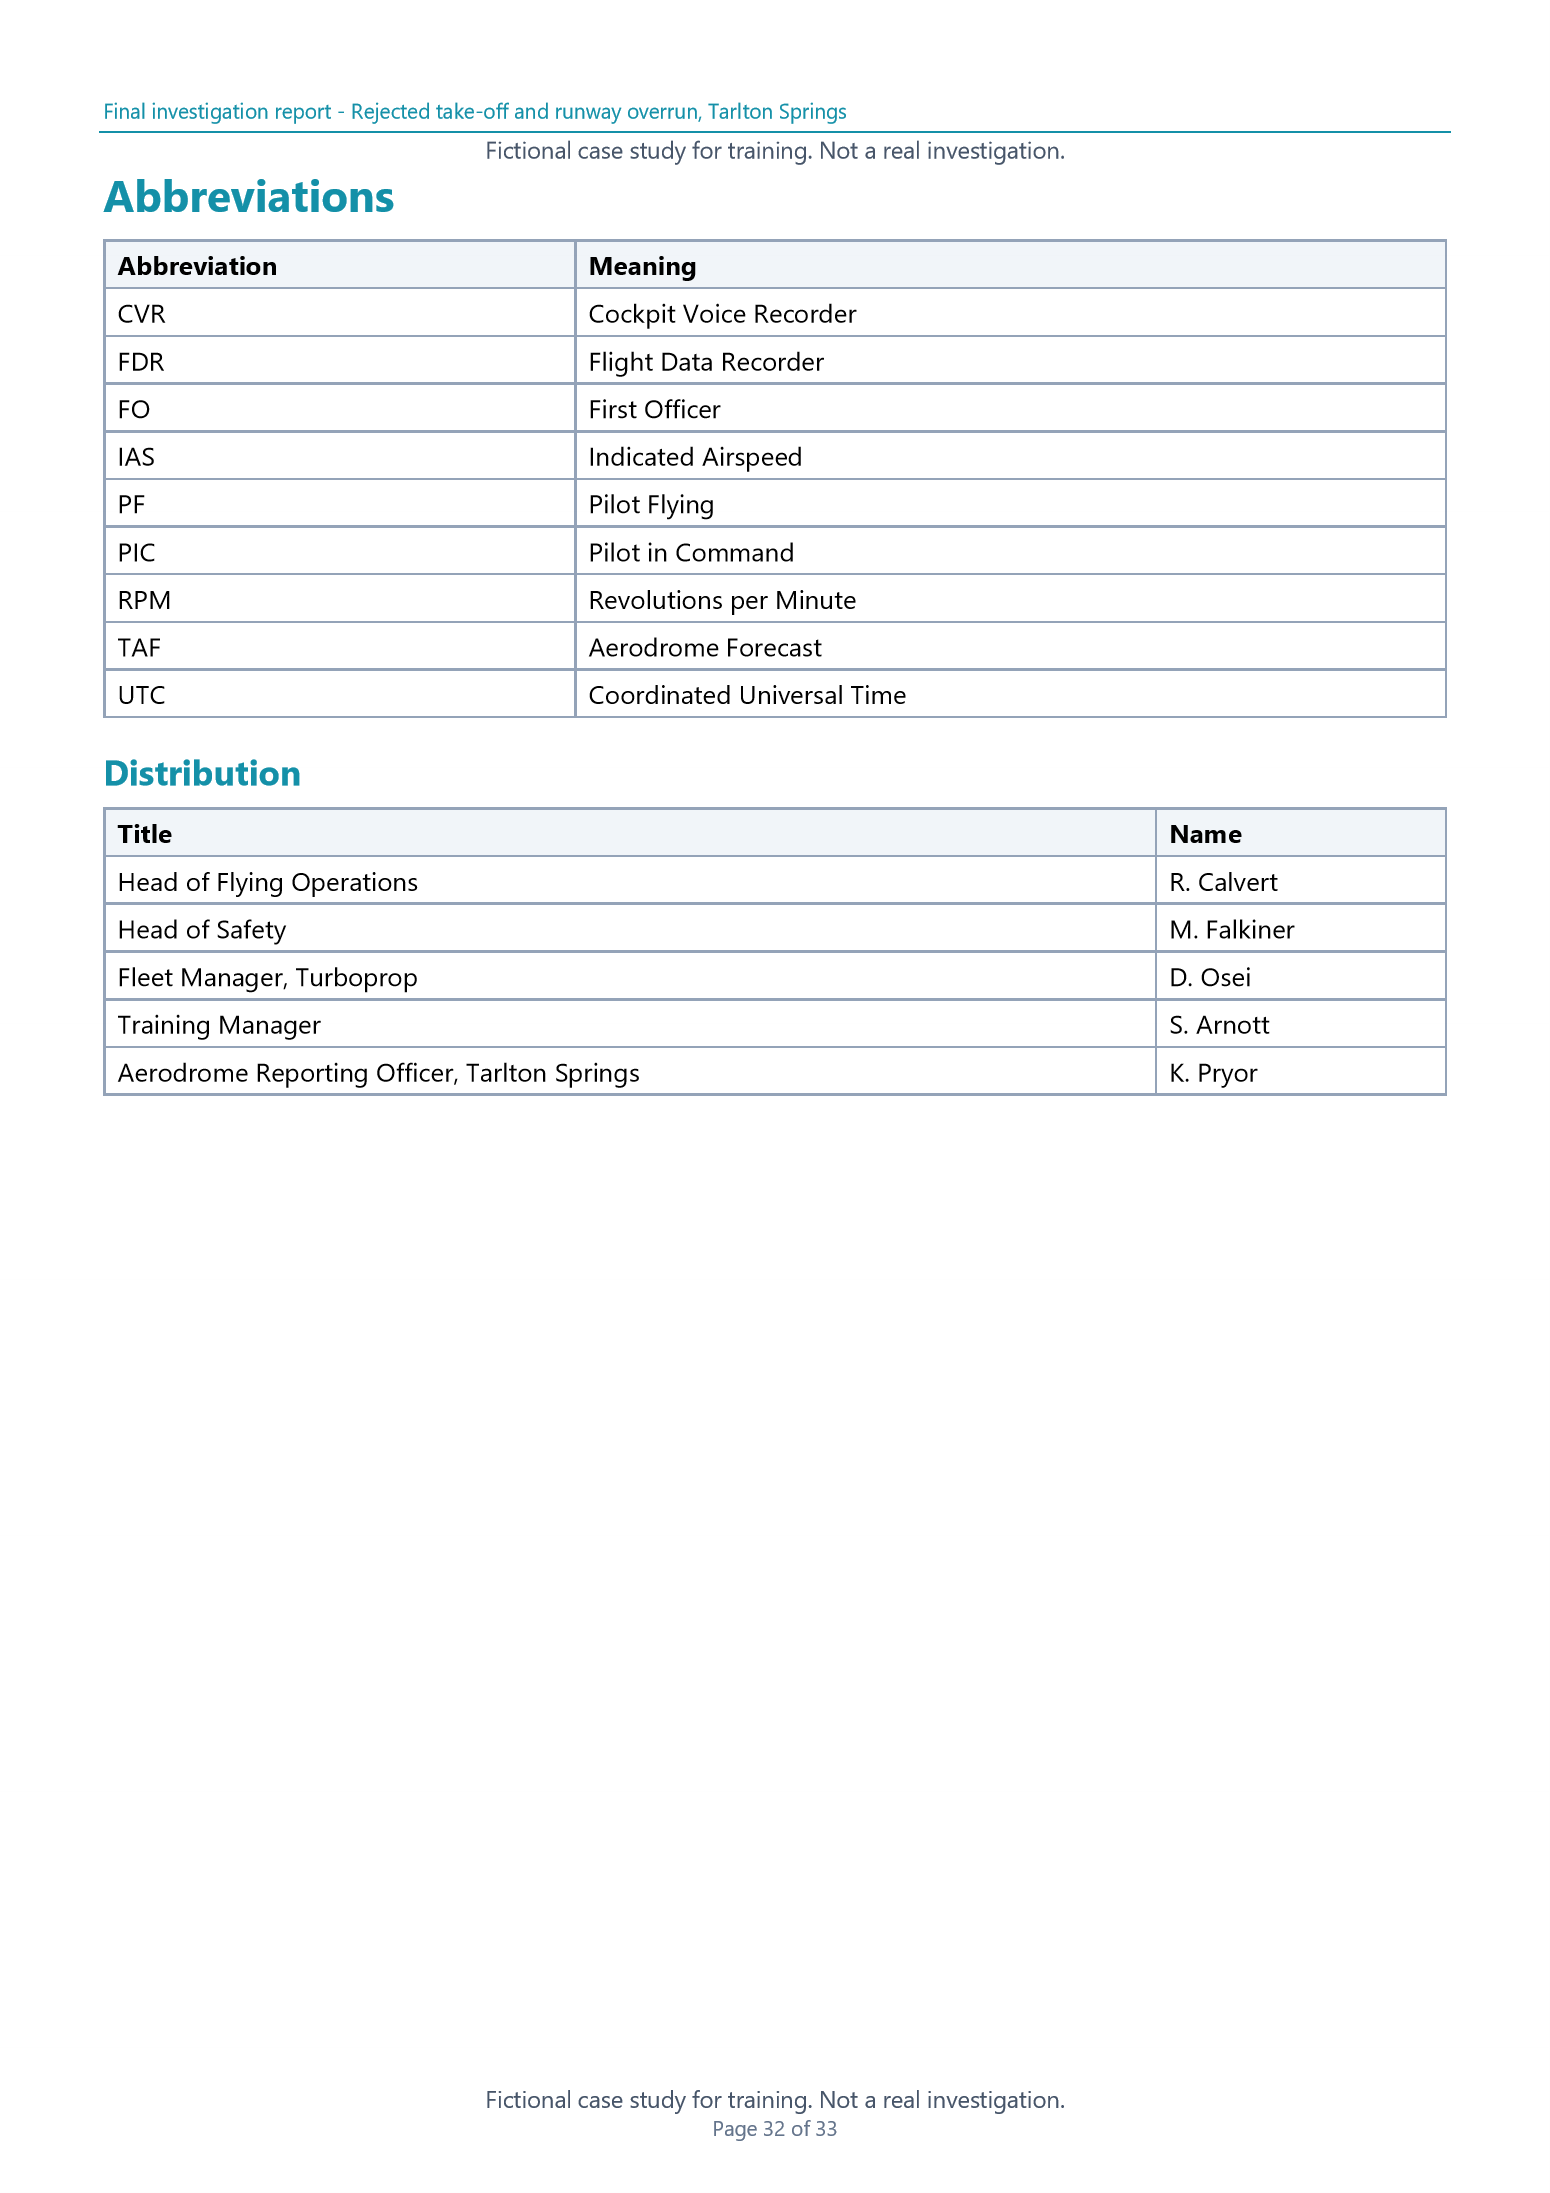 Final investigation report - Rejected take-off and runway overrun, Tarlton Springs
Fictional case study for training. Not a real investigation.
Abbreviations
Abbreviation Meaning
CVR Cockpit Voice Recorder
FDR Flight Data Recorder
FO First Officer
IAS Indicated Airspeed
PF Pilot Flying
PIC Pilot in Command
RPM Revolutions per Minute
TAF Aerodrome Forecast
UTC Coordinated Universal Time
Distribution
Title Name
Head of Flying Operations R. Calvert
Head of Safety M. Falkiner
Fleet Manager, Turboprop D. Osei
Training Manager S. Arnott
Aerodrome Reporting Officer, Tarlton Springs K. Pryor
Fictional case study for training. Not a real investigation.
Page 32 of 33